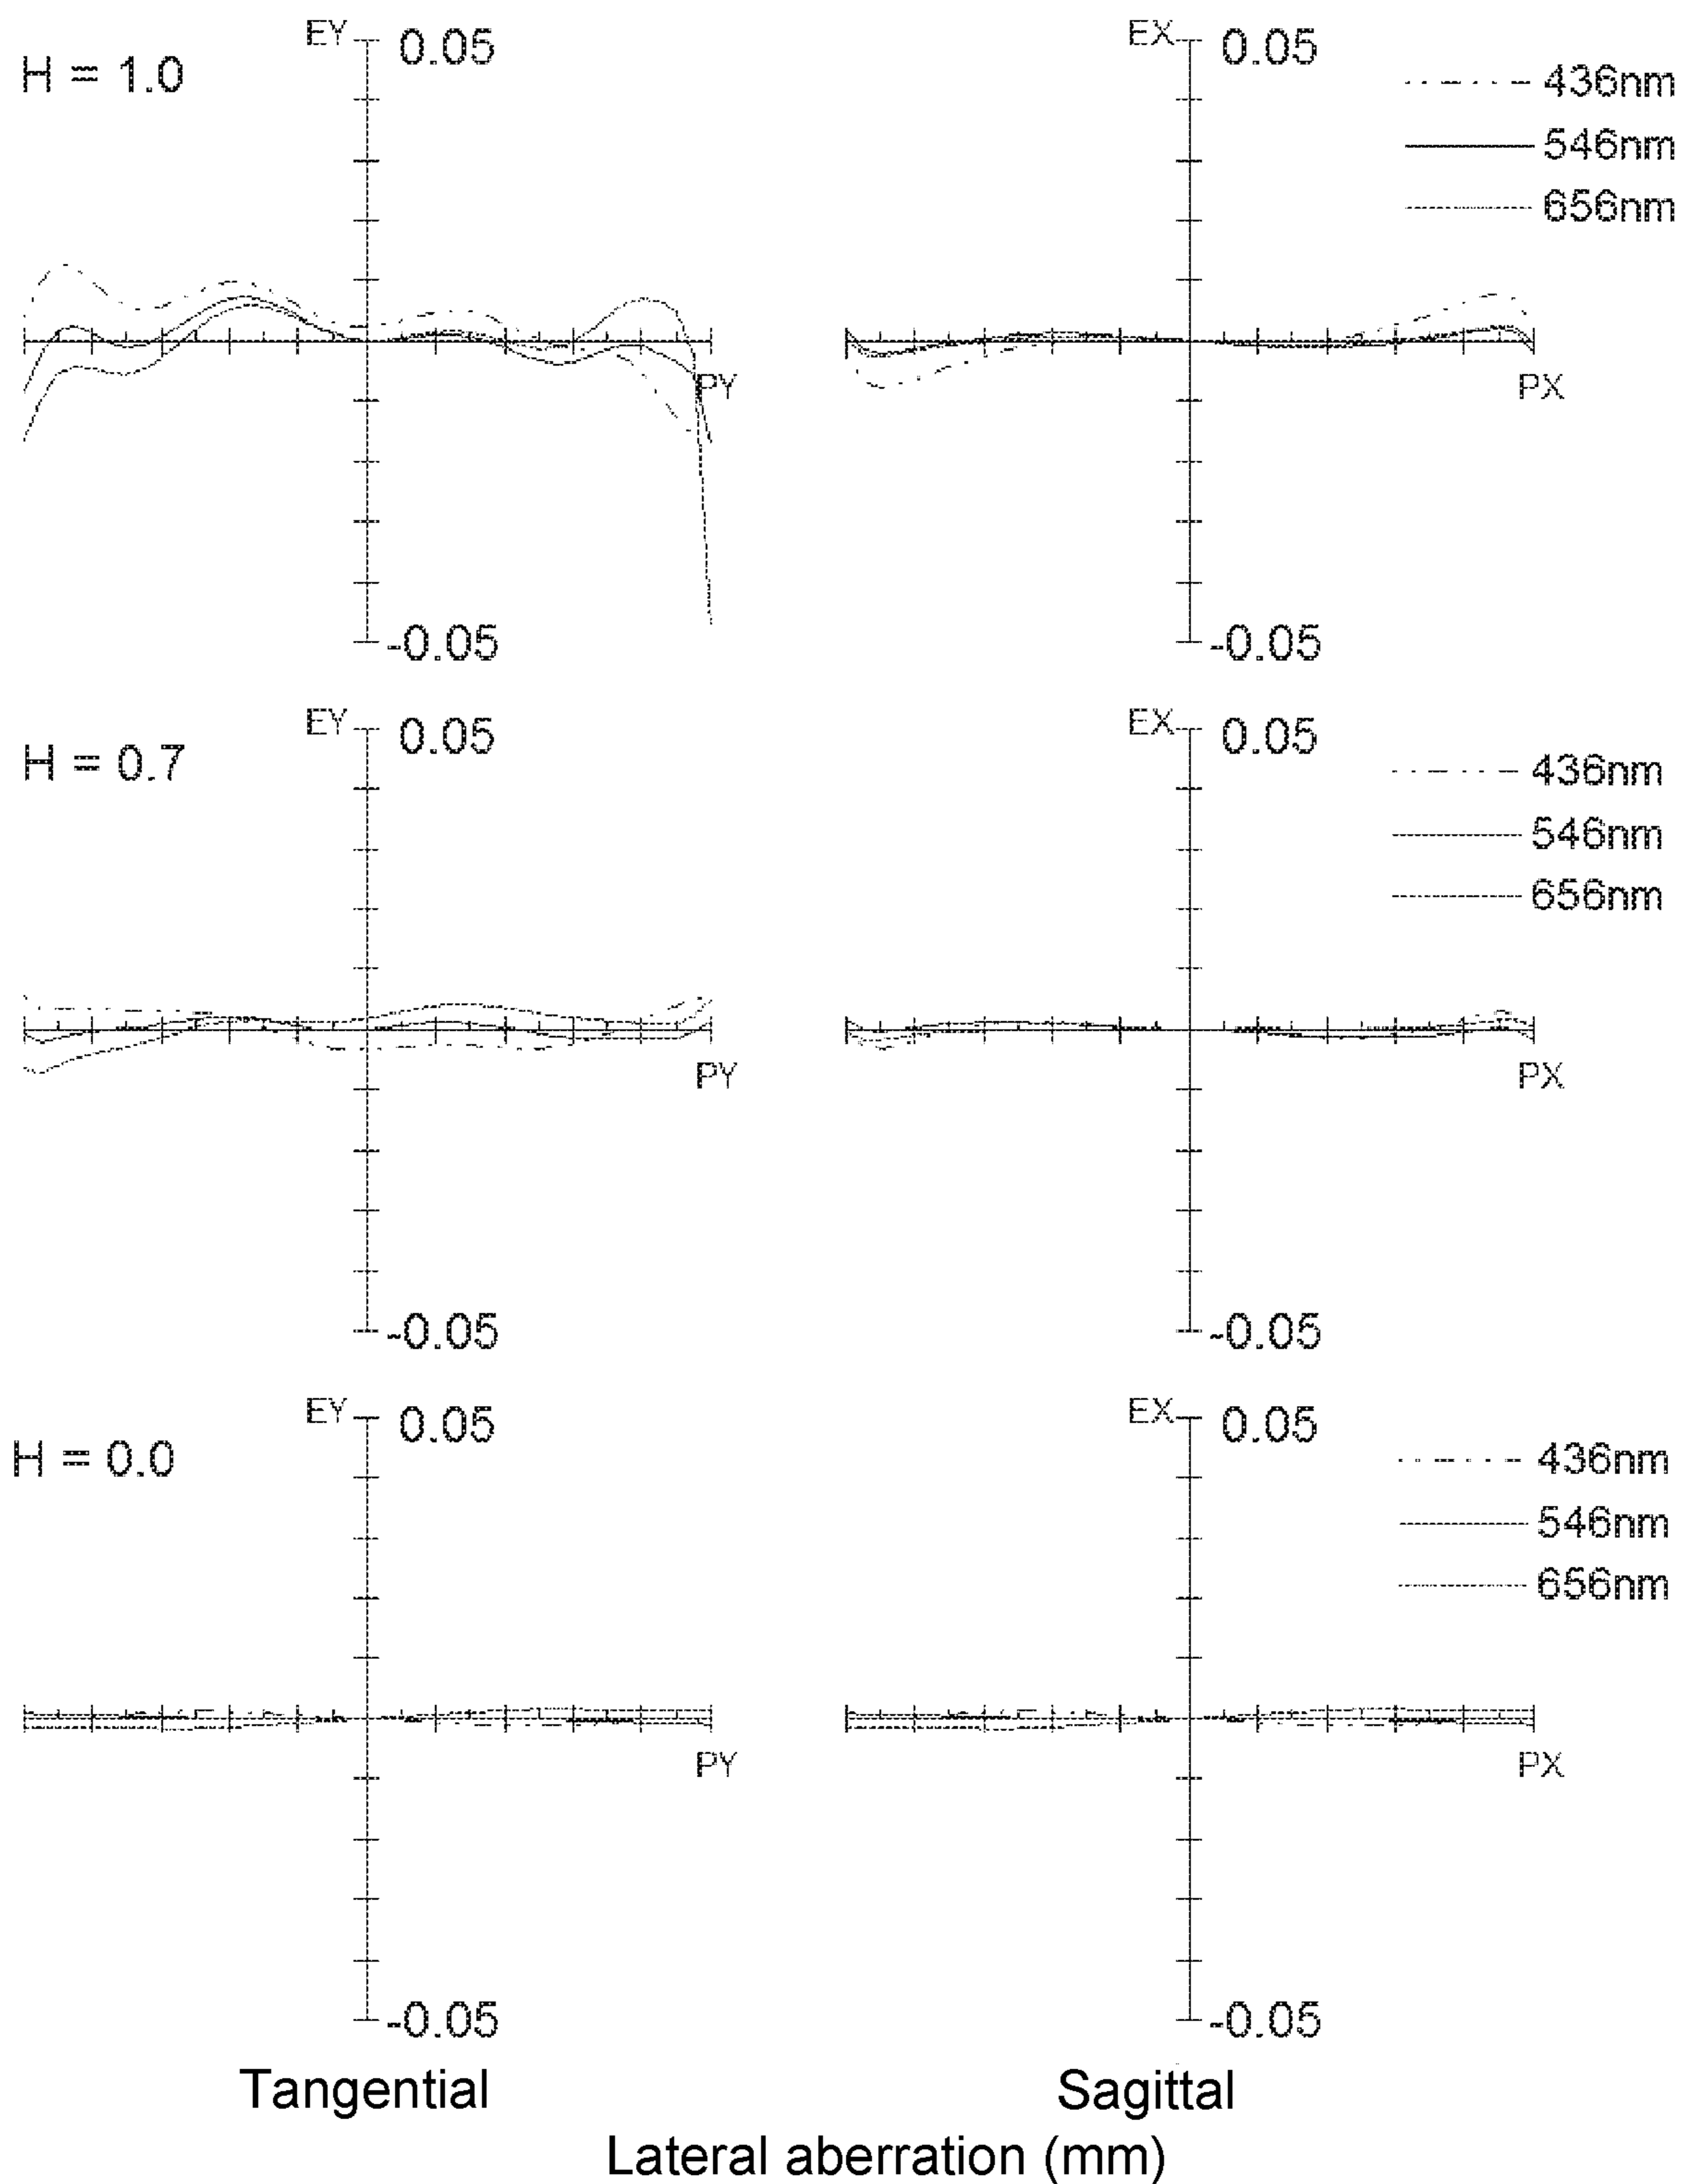 EY 0.05
EX 0.05
H = 1.0
436nm
546nm
656nm
PY
PX
-0.05
-0.05
EY 0.05
EX 0.05
H = 0.7
436nm
546nm
656nm
PY
PX
-0.05
-0.05
EY 0.05
EX 0.05
H = 0.0
436nm
546nm
656nm
PY
PX
-0.05
-0.05
Tangential
Sagittal
Lateral aberration (mm)